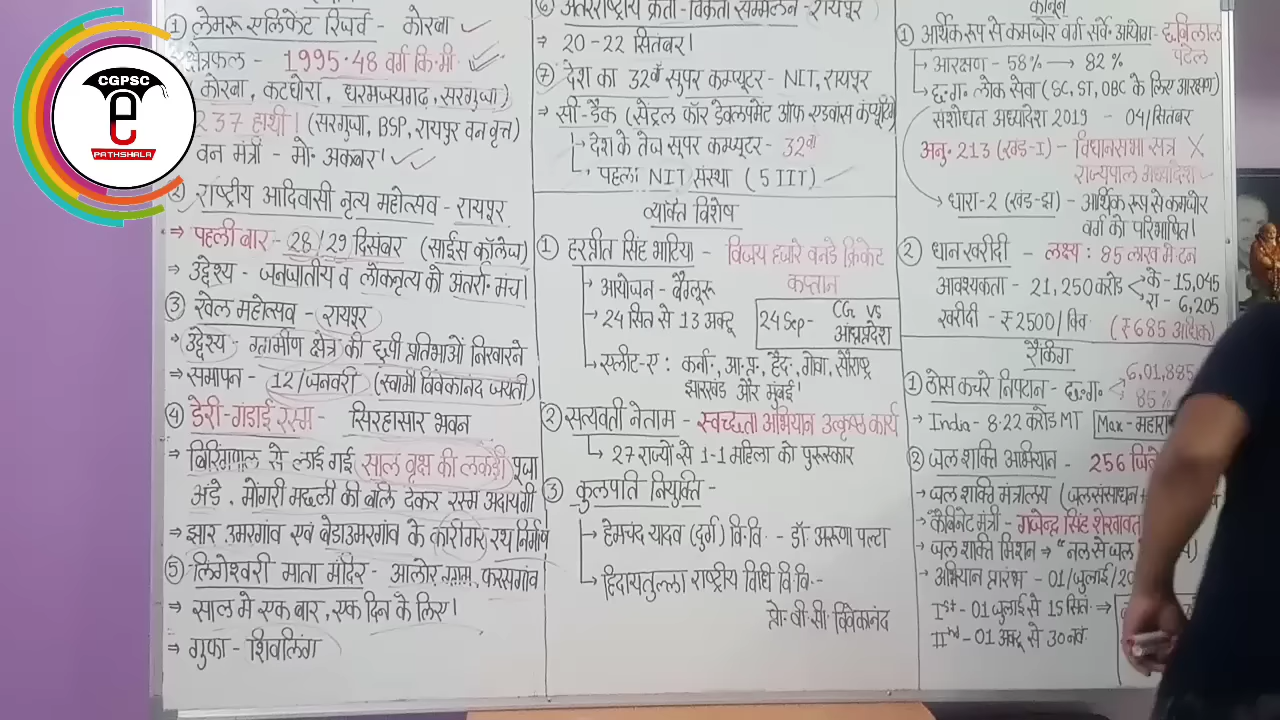 CGPSC
e
PATHSHALA
① लेमरू एलिफेंट रिजर्व - कोरबा
क्षेत्रफल - 1995.48 वर्ग कि.मी.
कोरबा, कटघोरा, धरमजयगढ़, सरगुजा)
237 हाथी। (सरगुजा, BSP, रायपुर वन वृत्त)
वन मंत्री - मो. अकबर।
② राष्ट्रीय आदिवासी नृत्य महोत्सव - रायपुर
⇒ पहली बार - 28/29 दिसंबर (साईंस कॉलेज)
⇒ उद्देश्य - जनजातीय व लोकनृत्य को अंतर्रा. मंच।
③ खेल महोत्सव - रायपुर
⇒ उद्देश्य - ग्रामीण क्षेत्र की छुपी प्रतिभाओं निखारने
⇒ समापन - 12/जनवरी (स्वामी विवेकानंद जयंती)
④ डेरी-गंडाई रस्म - सिरहासार भवन
⇒ बिरिंगपाल से लाई गई साल वृक्ष की लकड़ी पूजा
अंडे, मोंगरी मछली की बलि देकर रस्म अदायगी
⇒ झार उमरगांव एवं बेडाउमरगांव के कारीगर रथ निर्माण
⑤ लिंगेश्वरी माता मंदिर - आलोर ग्राम, फरसगांव
⇒ साल में एक बार, एक दिन के लिए।
⇒ गुफा - शिवलिंग
⑥ अंतरराष्ट्रीय क्रेता-विक्रेता सम्मेलन - रायपुर
⇒ 20-22 सितंबर।
⑦ देश का 32वाँ सुपर कम्प्यूटर - NIT, रायपुर
⇒ सी-डैक (सेंट्रल फॉर डेवलपमेंट ऑफ एडवांस कंप्यूटिंग)
देश के तेज सुपर कम्प्यूटर - 32वाँ
पहला NIT संस्था (5 IIT)
व्यक्ति विशेष
① हरप्रीत सिंह भाटिया - विजय हजारे वनडे क्रिकेट
कप्तान
आयोजन - बैंगलूरू
24 सित से 13 अक्टू
24 Sep - CG vs
आंध्रप्रदेश
एलीट-ए : कर्ना., आ.प्र., हैद., गोवा, सौराष्ट्र
झारखंड और मुंबई।
② सत्यवती नेताम - स्वच्छता अभियान उत्कृष्ठ कार्य
27 राज्यों से 1-1 महिला को पुरूस्कार
③ कुलपति नियुक्ति -
हेमचंद यादव (दुर्ग) वि.वि. - डॉ. अरूणा पल्टा
हिदायतुल्ला राष्ट्रीय विधि वि.वि. -
प्रो. वी. सी. विवेकानंद
कानून
① आर्थिक रूप से कमजोर वर्ग सर्वे आयोग - छविलाल
पटेल
आरक्षण - 58% → 82%
छ.ग. लोक सेवा (SC, ST, OBC के लिए आरक्षण)
संशोधन अध्यादेश 2019 - 04/सितंबर
अनु. 213 (खंड-I) - विधानसभा सत्र X
राज्यपाल अध्यादेश
धारा-2 (खंड-झ) - आर्थिक रूप से कमजोर
वर्ग को परिभाषित।
② धान खरीदी - लक्ष्य : 85 लाख मे.टन
आवश्यकता - 21,250 करोड़ के - 15,045
रा - 6,205
खरीदी - ₹2500/क्विं (₹685 अधिक)
रैंकिंग
① ठोस कचरे निपटान - छ.ग. 6,01,885
85%
→ India - 8.22 करोड़ MT
② जल शक्ति अभियान - 256 जिले
→ जल शक्ति मंत्रालय (जल संसाधन +
→ कैबिनेट मंत्री - गजेन्द्र सिंह शेखावत
→ जल शक्ति मिशन → "नल से जल
→ अभियान प्रारंभ - 01/जुलाई/20
Ist - 01 जुलाई से 15 सितं ⇒
IInd - 01 अक्टू से 30 नवं